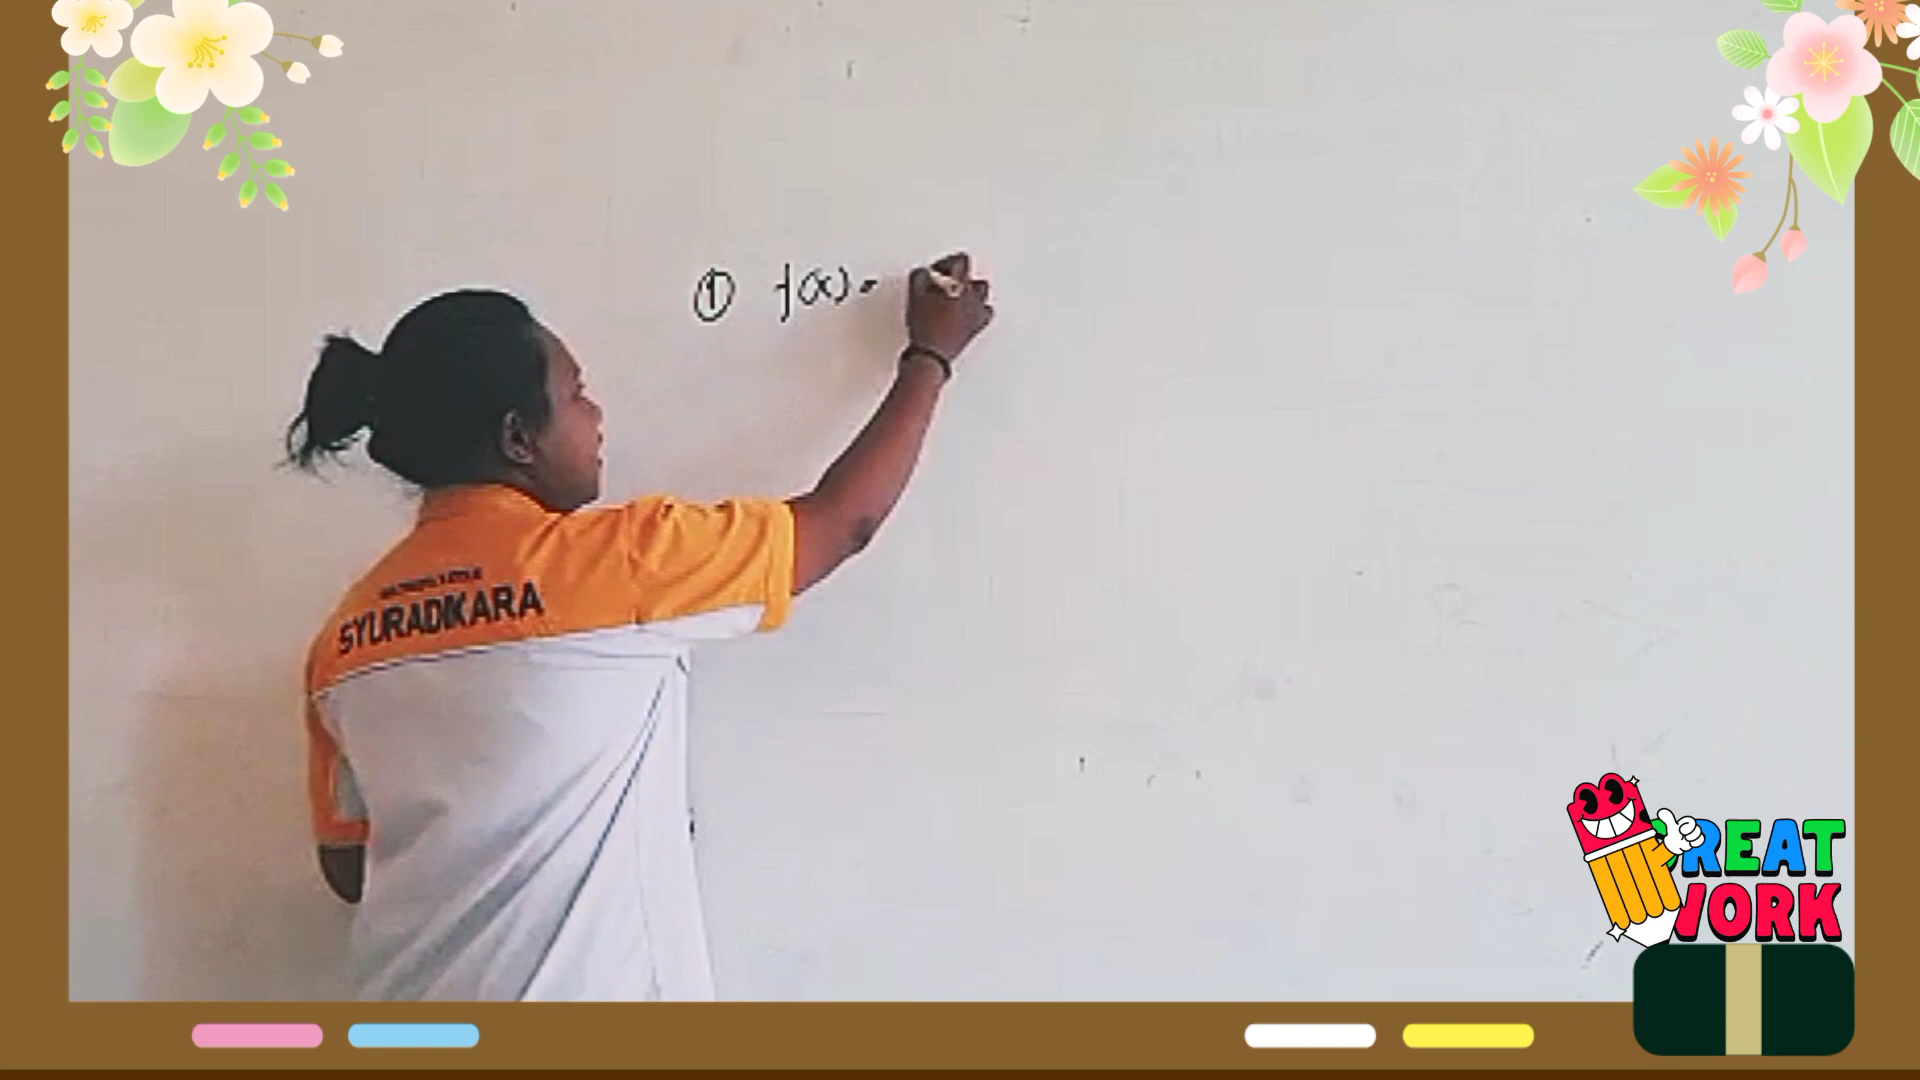 ① f(x) =
SYURADIKARA
GREAT
WORK